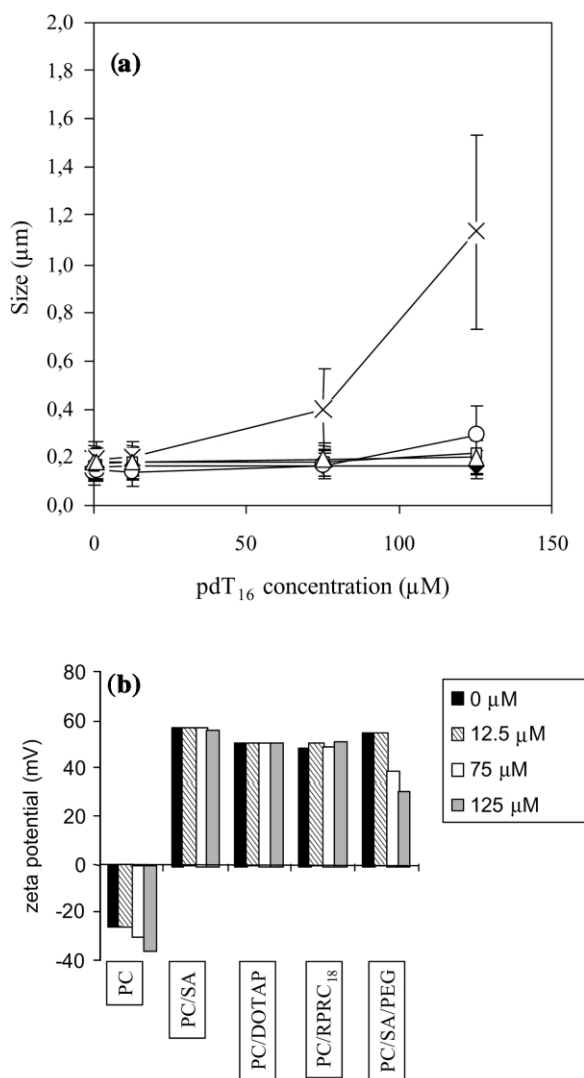 (a)
Size (µm)
2,0
1,8
1,6
1,4
1,2
1,0
0,8
0,6
0,4
0,2
0,0
0 50 100 150
pdT16 concentration (µM)
(b)
zeta potential (mV)
80
60
40
20
0
-20
-40
0 µM
12.5 µM
75 µM
125 µM
PC
PC/SA
PC/DOTAP
PC/RPRC18
PC/SA/PEG